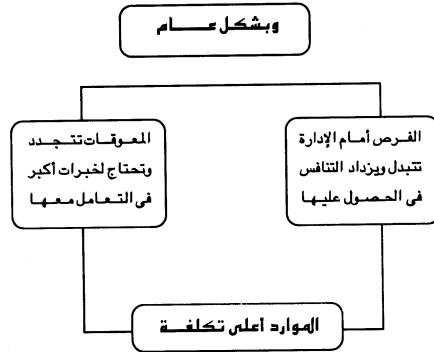 وبشكل عام
الفرص أمام الإدارة
تتبدل ويزداد التنافس
فى الحصول عليها
المعوقات تتجدد
وتحتاج لخبرات أكبر
فى التعامل معها
الموارد أعلى تكلفة